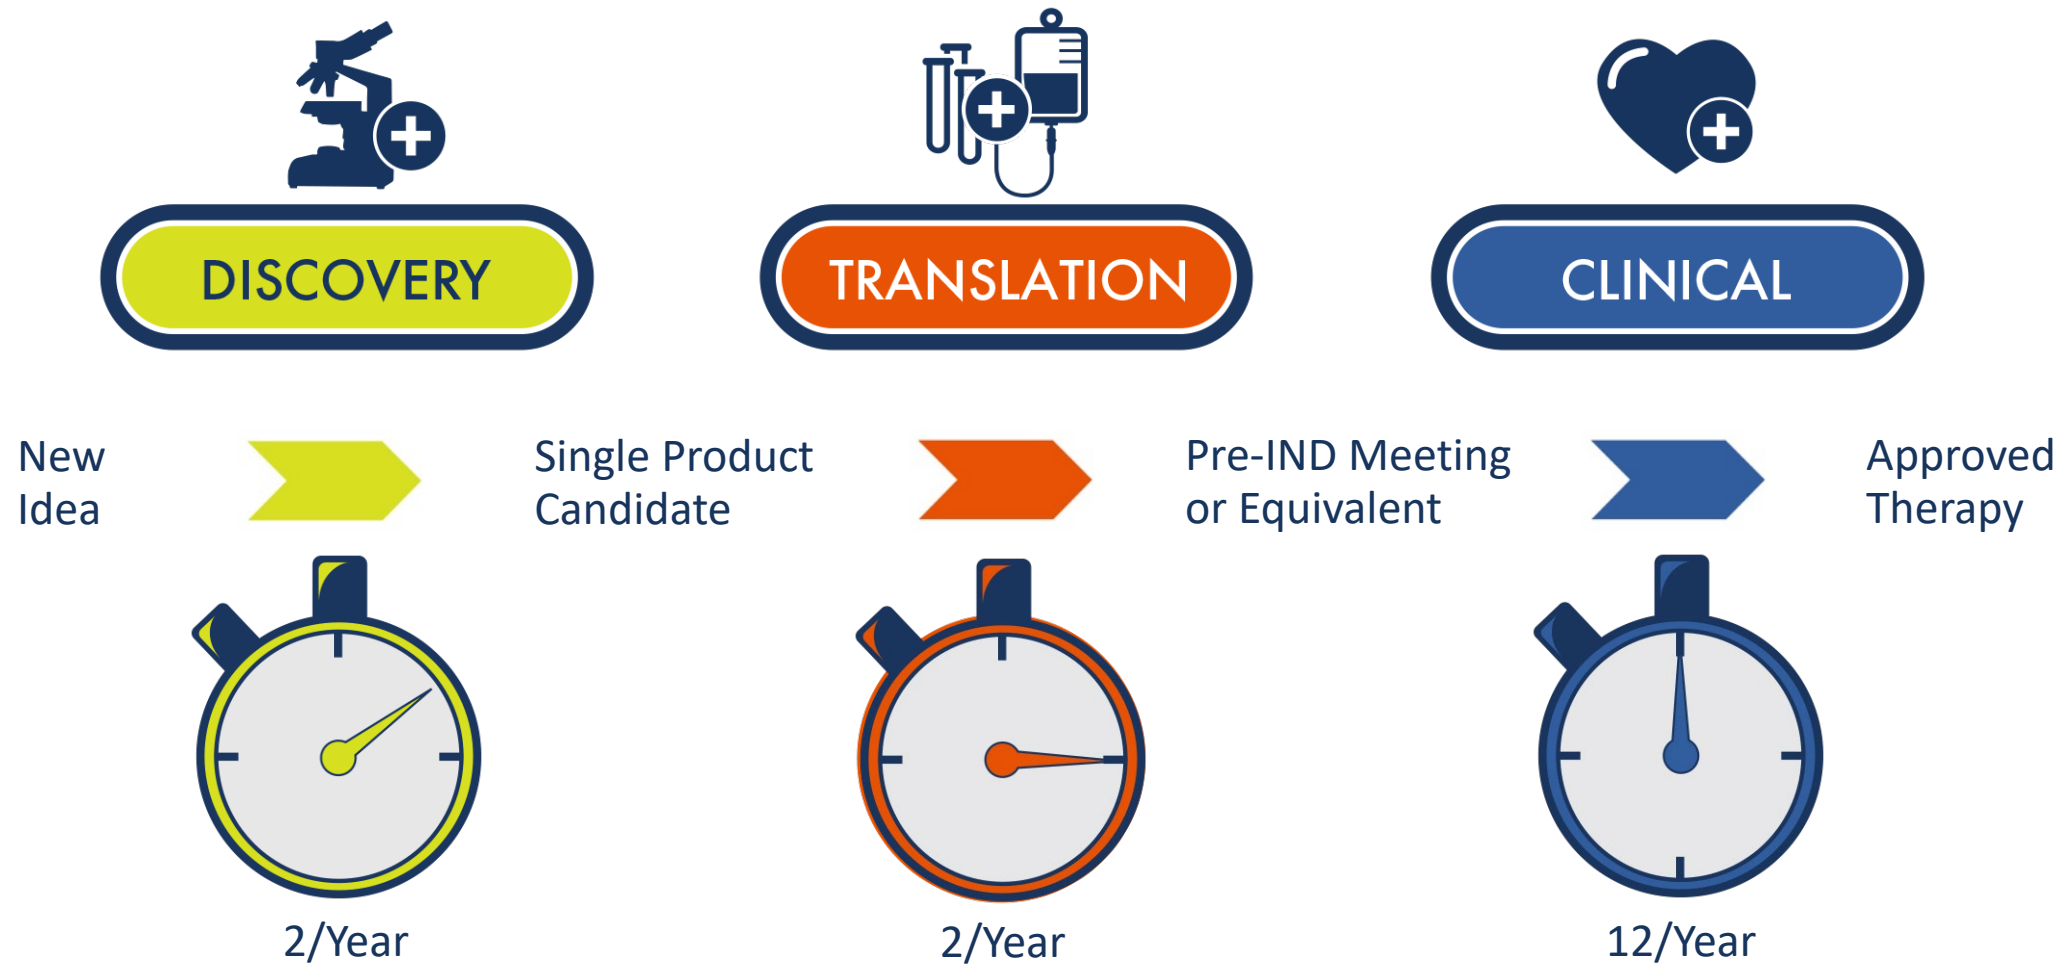 DISCOVERY
TRANSLATION
CLINICAL
New
Idea
Single Product
Candidate
Pre-IND Meeting
or Equivalent
Approved
Therapy
2/Year
2/Year
12/Year